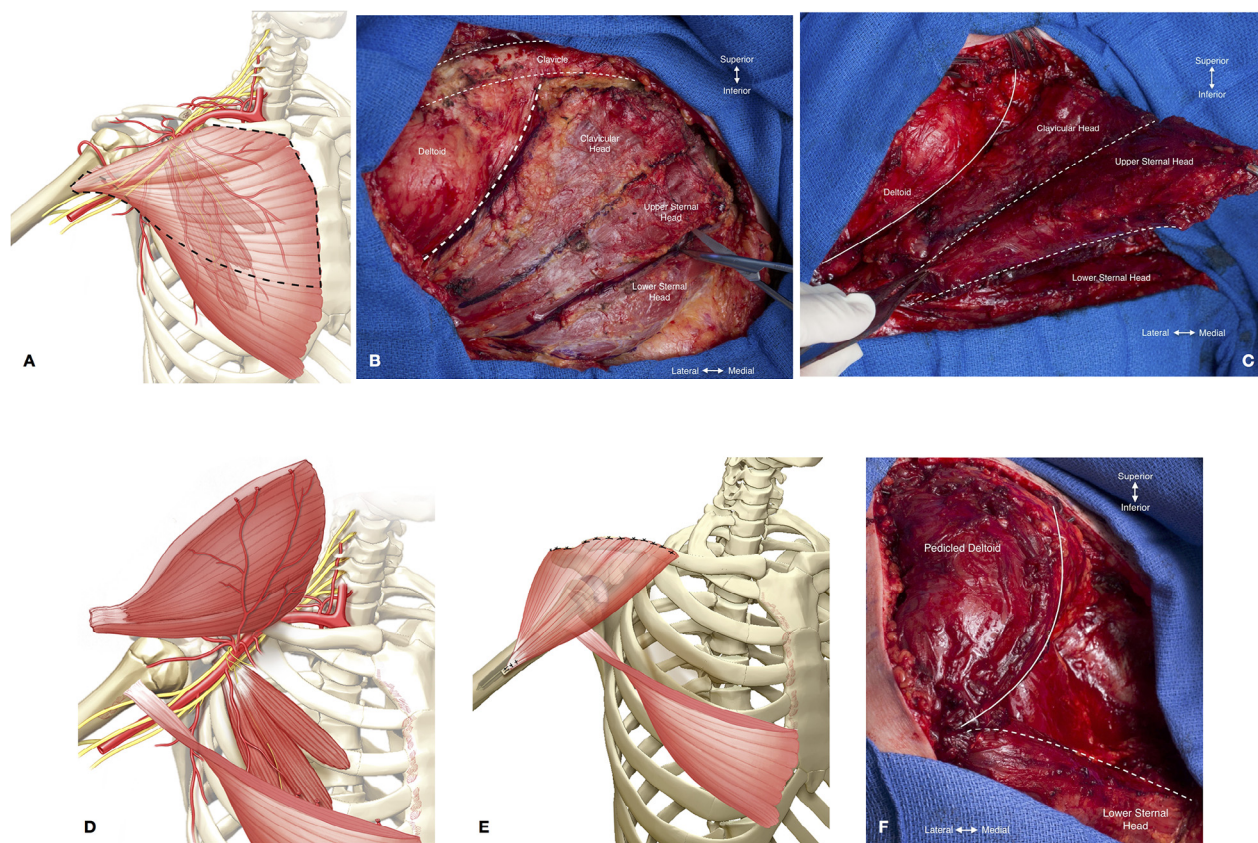 A
Clavicle
Superior
Inferior
Clavicular
Head
Deltoid
Upper Sternal
Head
Lower Sternal
Head
B
Lateral
Medial
Superior
Inferior
Clavicular Head
Upper Sternal Head
Deltoid
Lower Sternal Head
Lateral
Medial
C
D
E
Superior
Inferior
Pedicled Deltoid
Lower Sternal
Head
Lateral
Medial
F